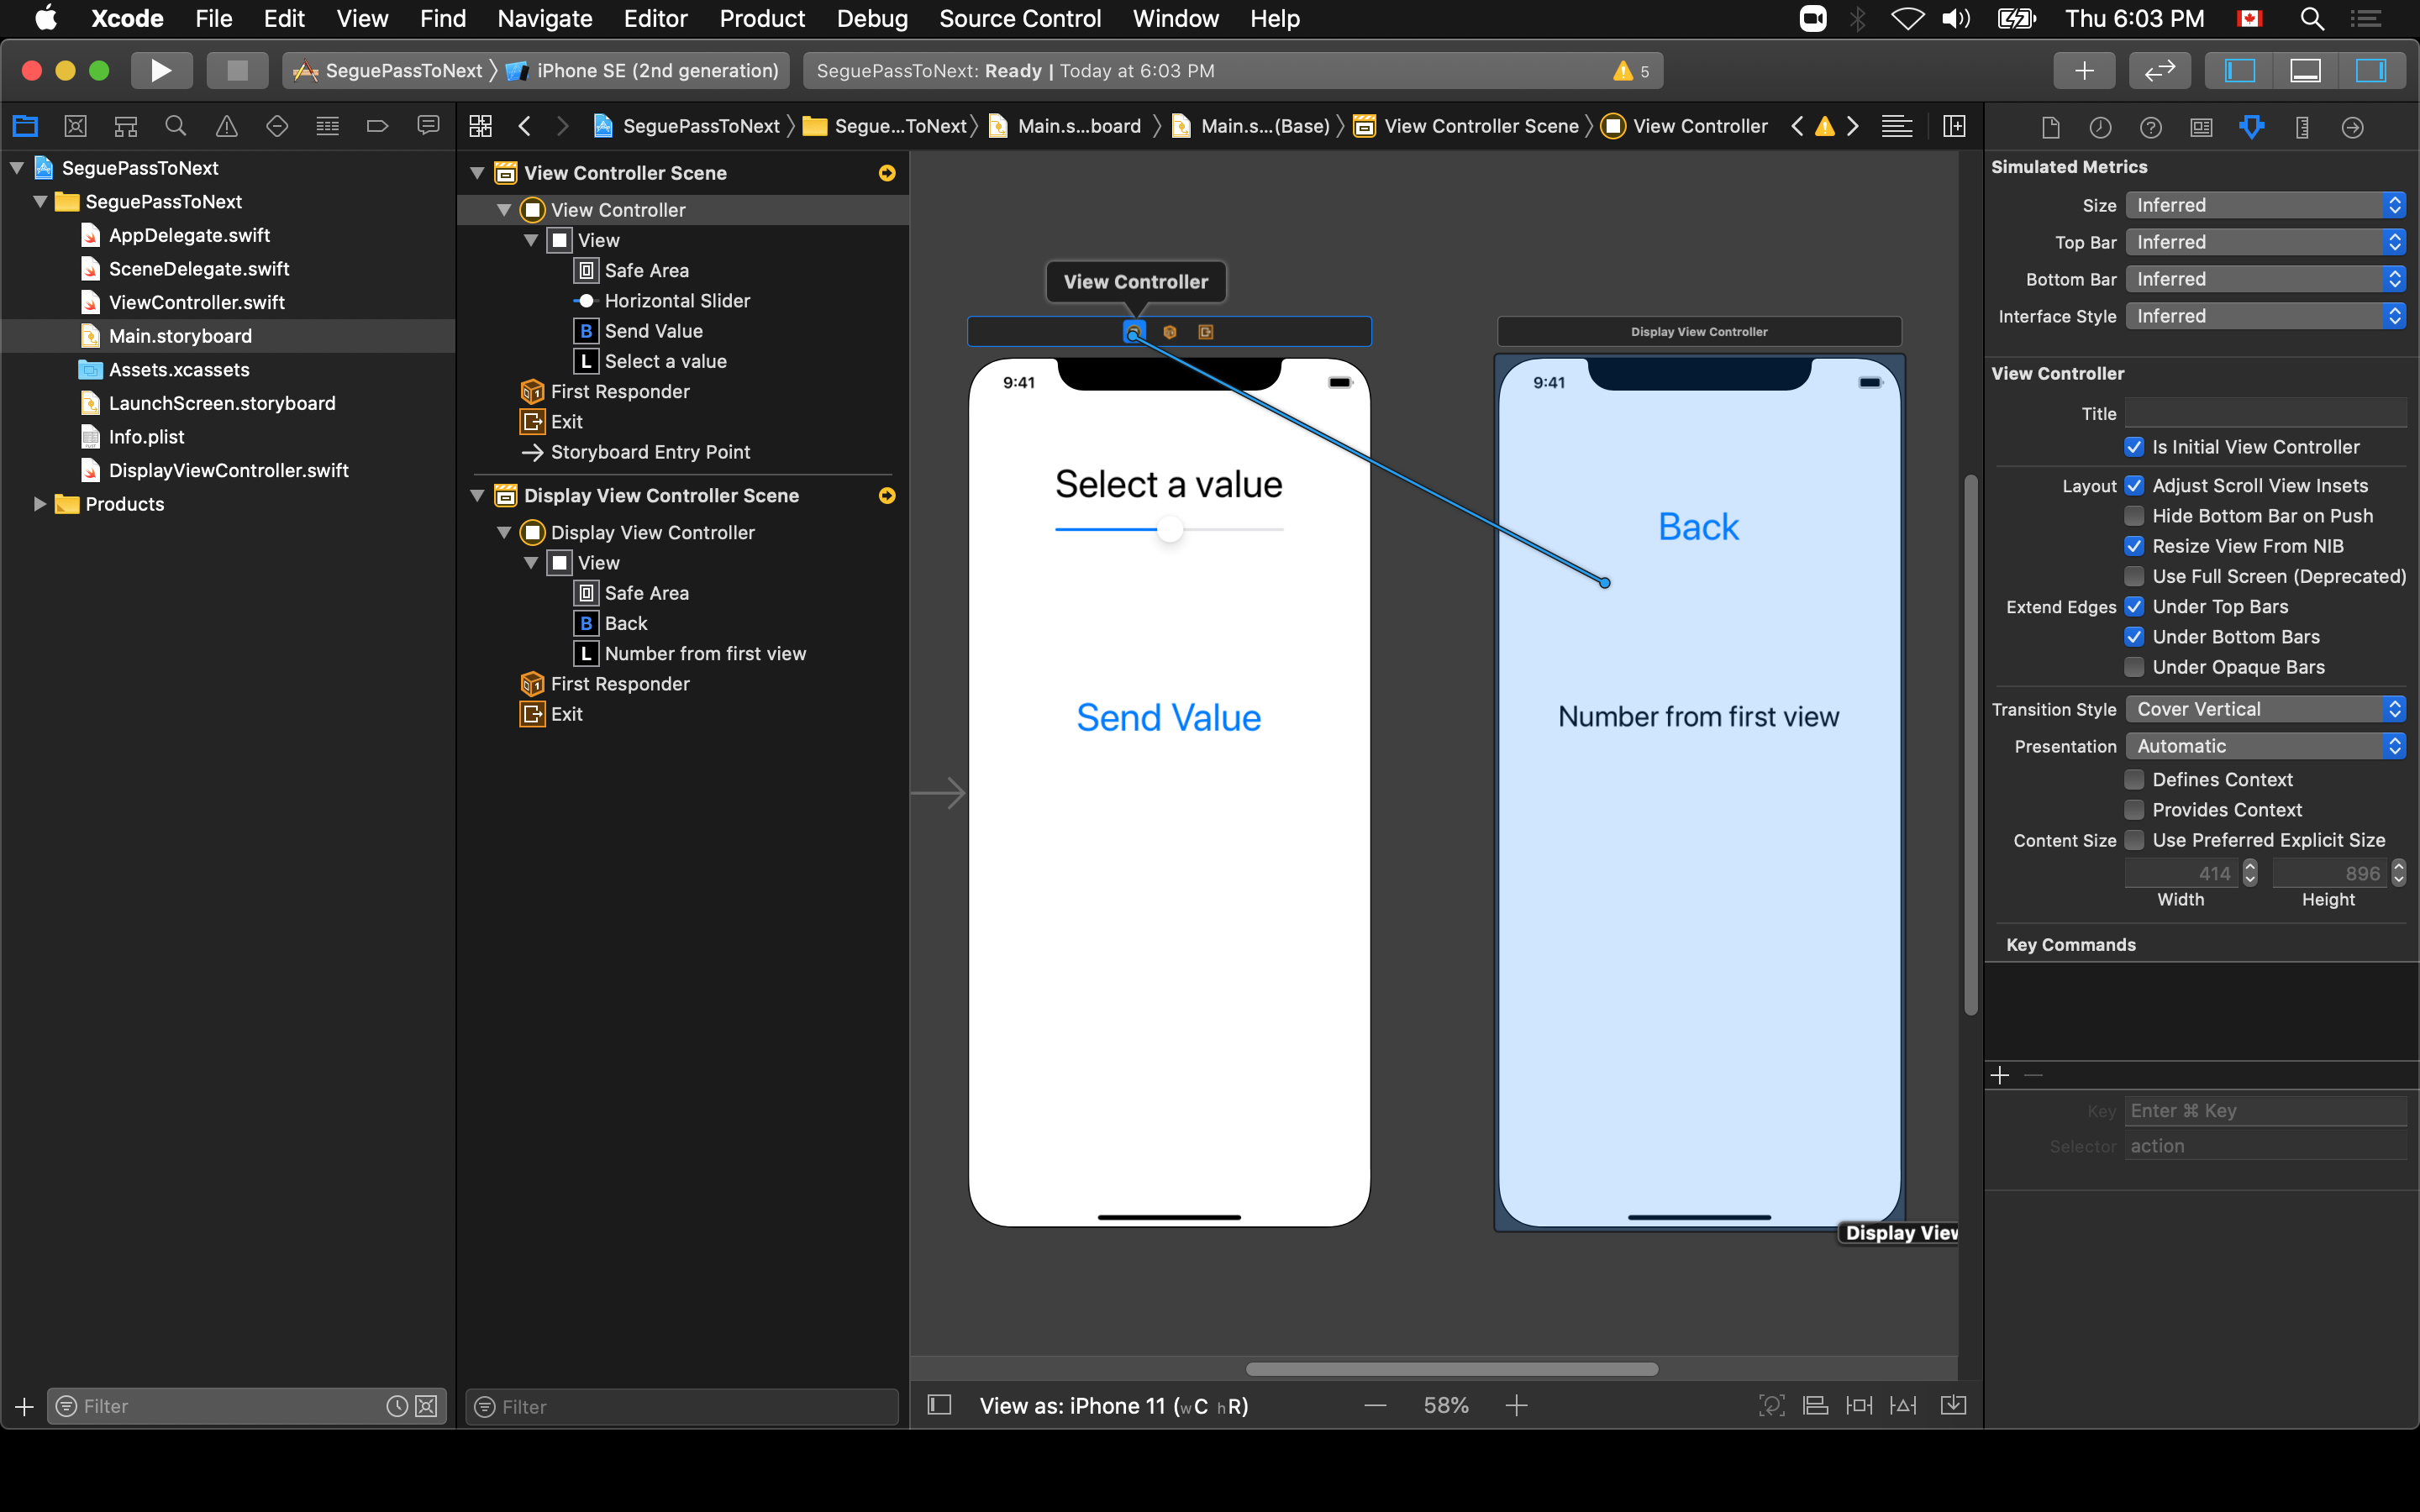 Xcode File Edit View Find Navigate Editor Product Debug Source Control Window Help Thu 6:03 PM
SeguePassToNext iPhone SE (2nd generation) SeguePassToNext: Ready | Today at 6:03 PM 5
SeguePassToNext Segue...ToNext Main.s...board Main.s...(Base) View Controller Scene View Controller
SeguePassToNext
SeguePassToNext
AppDelegate.swift
SceneDelegate.swift
ViewController.swift
Main.storyboard
Assets.xcassets
LaunchScreen.storyboard
Info.plist
DisplayViewController.swift
Products
Filter
View Controller Scene
View Controller
View
Safe Area
Horizontal Slider
B Send Value
L Select a value
First Responder
Exit
Storyboard Entry Point
Display View Controller Scene
Display View Controller
View
Safe Area
B Back
L Number from first view
First Responder
Exit
Filter
View Controller
9:41
Select a value
Send Value
Display View Controller
9:41
Back
Number from first view
Display View
View as: iPhone 11 (wC hR) 58%
Simulated Metrics
Size Inferred
Top Bar Inferred
Bottom Bar Inferred
Interface Style Inferred
View Controller
Title
Is Initial View Controller
Layout Adjust Scroll View Insets
Hide Bottom Bar on Push
Resize View From NIB
Use Full Screen (Deprecated)
Extend Edges Under Top Bars
Under Bottom Bars
Under Opaque Bars
Transition Style Cover Vertical
Presentation Automatic
Defines Context
Provides Context
Content Size Use Preferred Explicit Size
414 896
Width Height
Key Commands
Key Enter ⌘ Key
Selector action